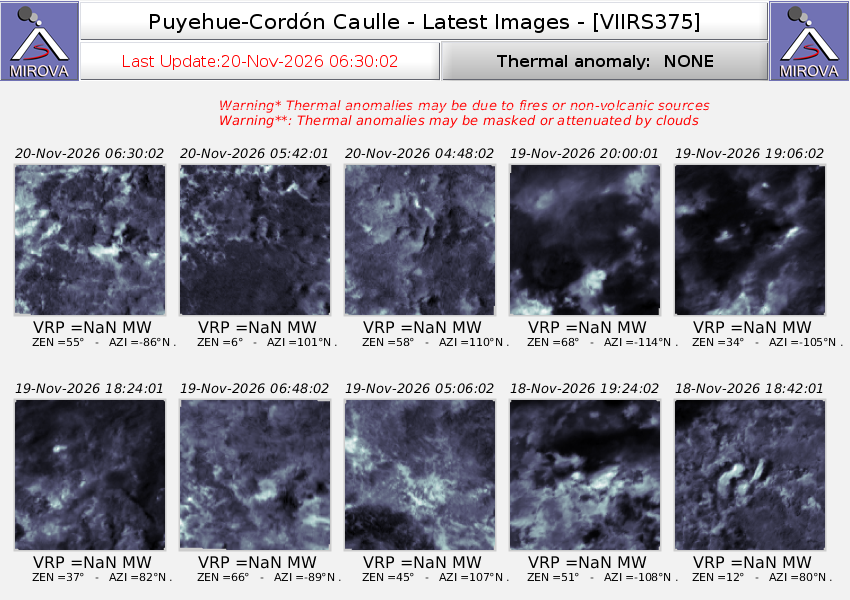 Puyehue-Cordón Caulle - Latest Images - [VIIRS375]
MIROVA
MIROVA
Last Update:20-Nov-2026 06:30:02
Thermal anomaly: NONE
Warning* Thermal anomalies may be due to fires or non-volcanic sources
Warning**: Thermal anomalies may be masked or attenuated by clouds
20-Nov-2026 06:30:02 20-Nov-2026 05:42:01 20-Nov-2026 04:48:02 19-Nov-2026 20:00:01 19-Nov-2026 19:06:02
VRP =NaN MW VRP =NaN MW VRP =NaN MW VRP =NaN MW VRP =NaN MW
ZEN =55° - AZI =-86°N . ZEN =6° - AZI =101°N . ZEN =58° - AZI =110°N . ZEN =68° - AZI =-114°N . ZEN =34° - AZI =-105°N .
19-Nov-2026 18:24:01 19-Nov-2026 06:48:02 19-Nov-2026 05:06:02 18-Nov-2026 19:24:02 18-Nov-2026 18:42:01
VRP =NaN MW VRP =NaN MW VRP =NaN MW VRP =NaN MW VRP =NaN MW
ZEN =37° - AZI =82°N . ZEN =66° - AZI =-89°N . ZEN =45° - AZI =107°N . ZEN =51° - AZI =-108°N . ZEN =12° - AZI =80°N .